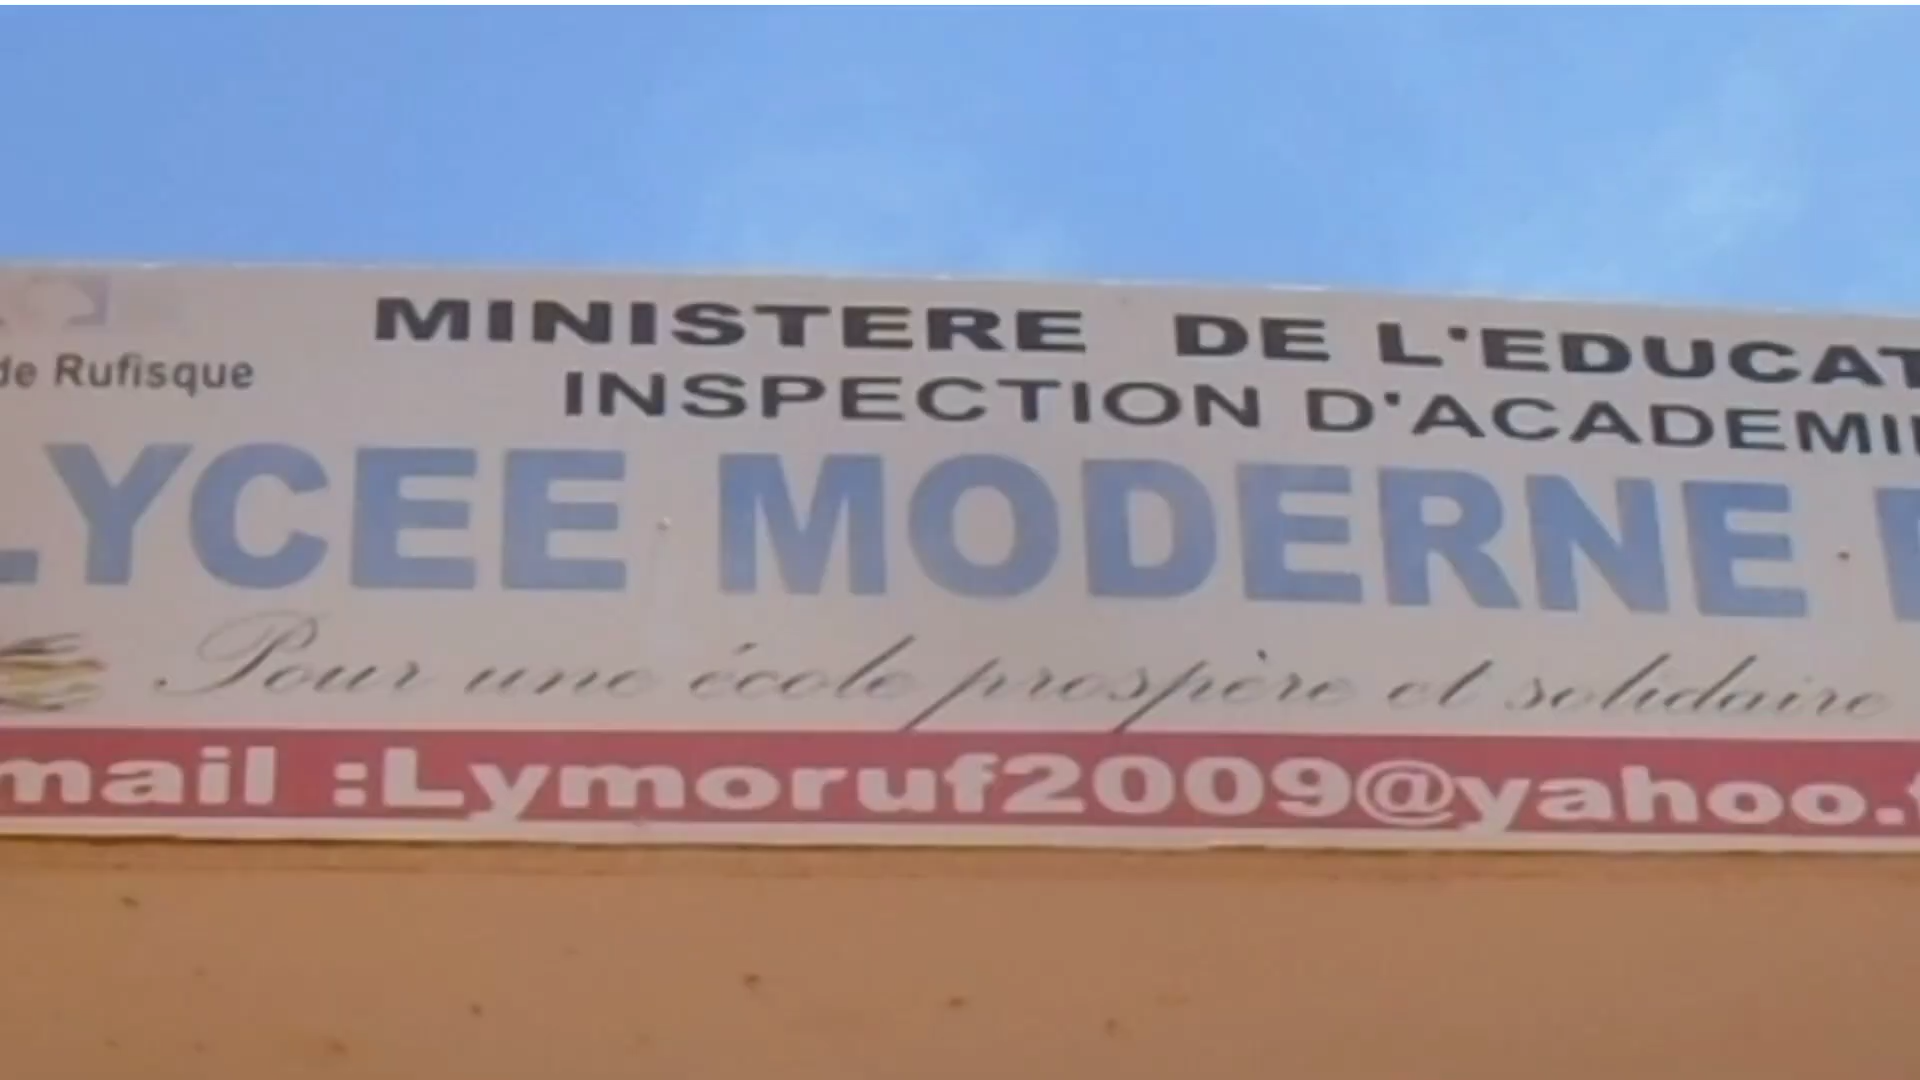 de Rufisque
MINISTERE DE L'EDUCAT
INSPECTION D'ACADEMI
LYCEE MODERNE
Pour une école prospère et solidaire
mail :Lymoruf2009@yahoo.f